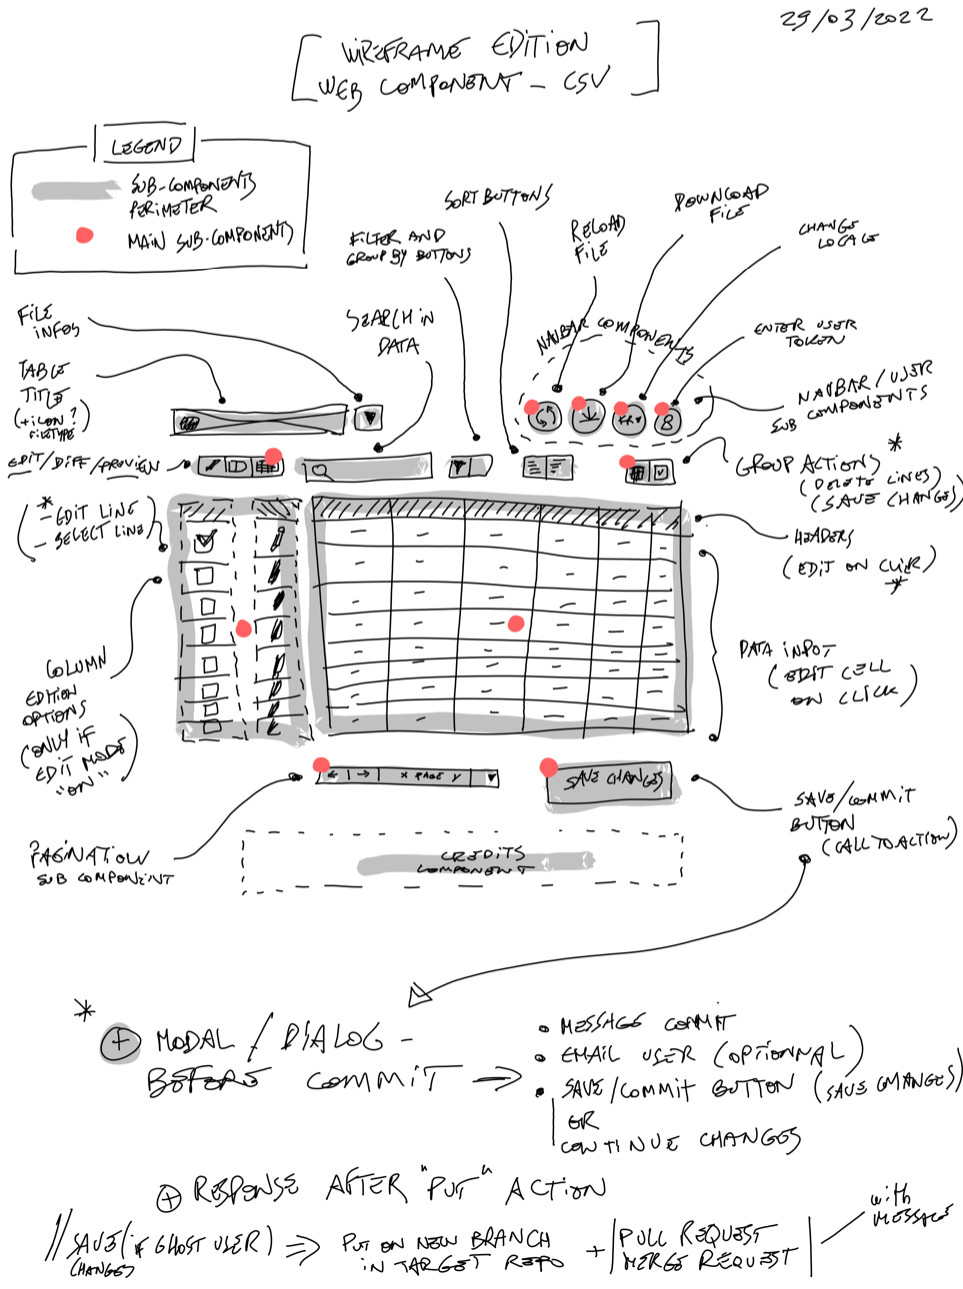 29/03/2022
WIREFRAME EDITION
WEB COMPONENT - CSV
LEGEND
SUB-COMPONENTS
PERIMETER
MAIN SUB-COMPONENTS
SORT BUTTONS
DOWNLOAD
FILE
RELOAD
FILE
CHANGE
LOCALE
FILTER AND
GROUP BY BUTTONS
FILE
INFOS
SEARCH IN
DATA
NAVBAR COMPONENTS
ENTER USER
TOKEN
TABLE
TITLE
(+ ICON ?
FILETYPE)
NAVBAR/USER
SUB COMPONENTS
EDIT/DIFF/PREVIEW
GROUP ACTIONS *
(DELETE LINES)
(SAVE CHANGES)
*
- EDIT LINE
- SELECT LINE
HEADERS
(EDIT ON CLICK)
*
COLUMN
EDITION
OPTIONS
(ONLY IF
EDIT MODE
"ON")
DATA INPUT
(EDIT CELL
ON CLICK)
← | → | X PAGE Y
SAVE CHANGES
SAVE/COMMIT
BUTTON
(CALL TO ACTION)
PAGINATION
SUB COMPONENT
CREDITS
COMPONENT
*
+ MODAL / DIALOG -
BEFORE COMMIT →
• MESSAGE COMMIT
• EMAIL USER (OPTIONNAL)
• SAVE/COMMIT BUTTON (SAVE CHANGES)
OR
CONTINUE CHANGES
+ RESPONSE AFTER "PUT" ACTION
// SAVE (IF GHOST USER) ⇒ PUT ON NEW BRANCH + | PULL REQUEST |
CHANGES IN TARGET REPO MERGE REQUEST
with
MESSAGE